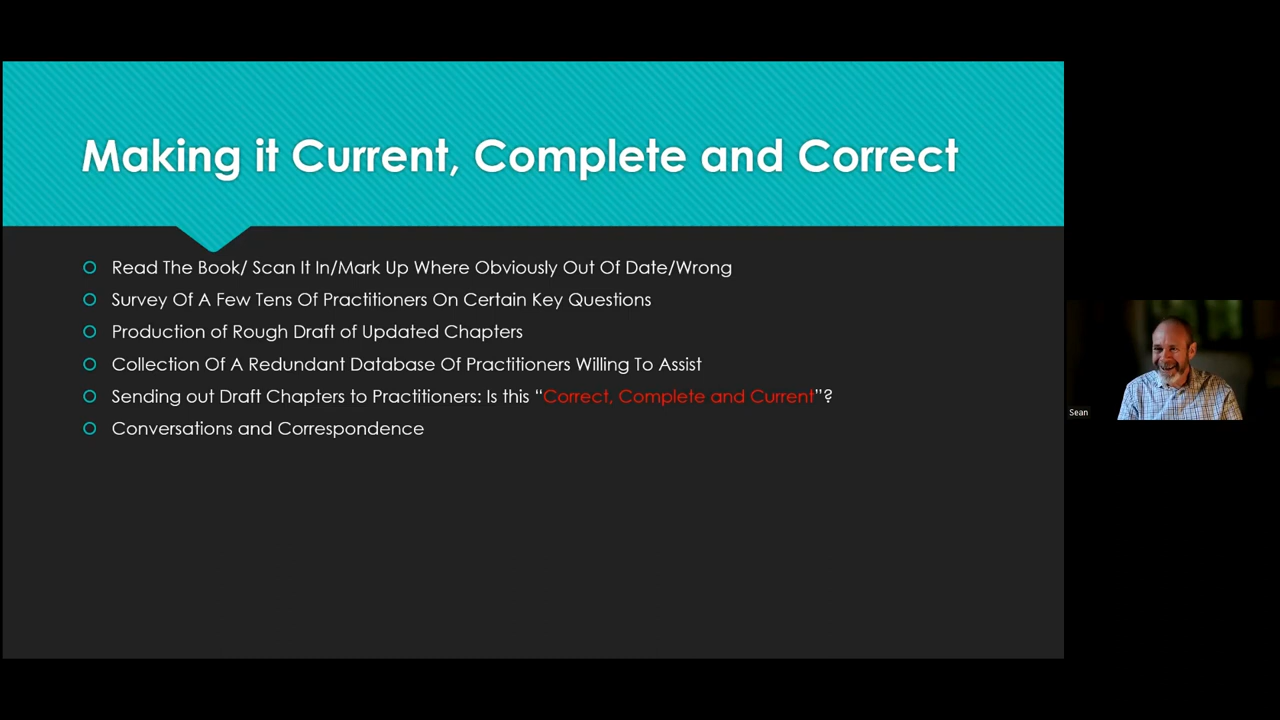 Making it Current, Complete and Correct
Read The Book/ Scan It In/Mark Up Where Obviously Out Of Date/Wrong
Survey Of A Few Tens Of Practitioners On Certain Key Questions
Production of Rough Draft of Updated Chapters
Collection Of A Redundant Database Of Practitioners Willing To Assist
Sending out Draft Chapters to Practitioners: Is this “Correct, Complete and Current”?
Conversations and Correspondence
Sean